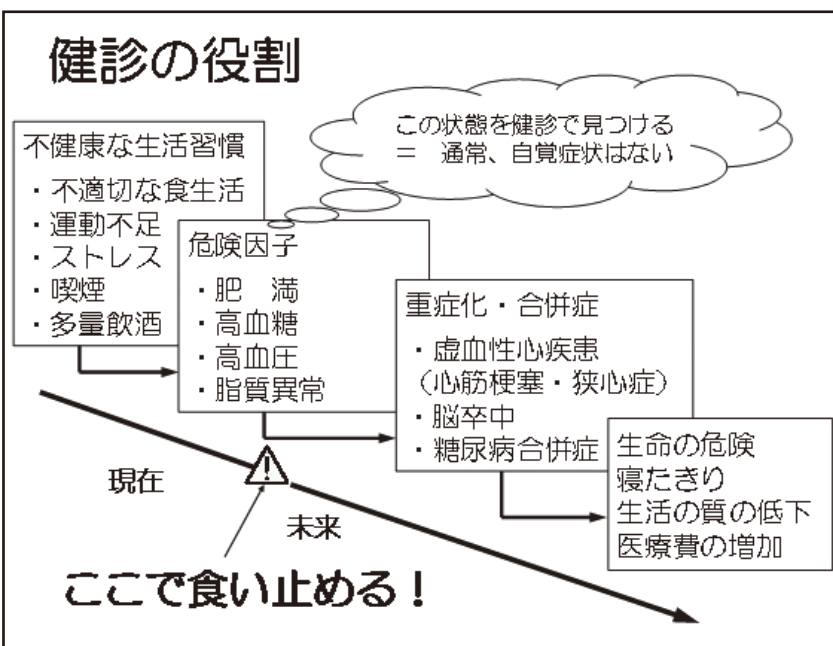 健診の役割
この状態を健診で見つける
＝　通常、自覚症状はない
不健康な生活習慣
・不適切な食生活
・運動不足
・ストレス
・喫煙
・多量飲酒
危険因子
・肥　満
・高血糖
・高血圧
・脂質異常
重症化・合併症
・虚血性心疾患
（心筋梗塞・狭心症）
・脳卒中
・糖尿病合併症
生命の危険
寝たきり
生活の質の低下
医療費の増加
現在
!
未来
ここで食い止める！